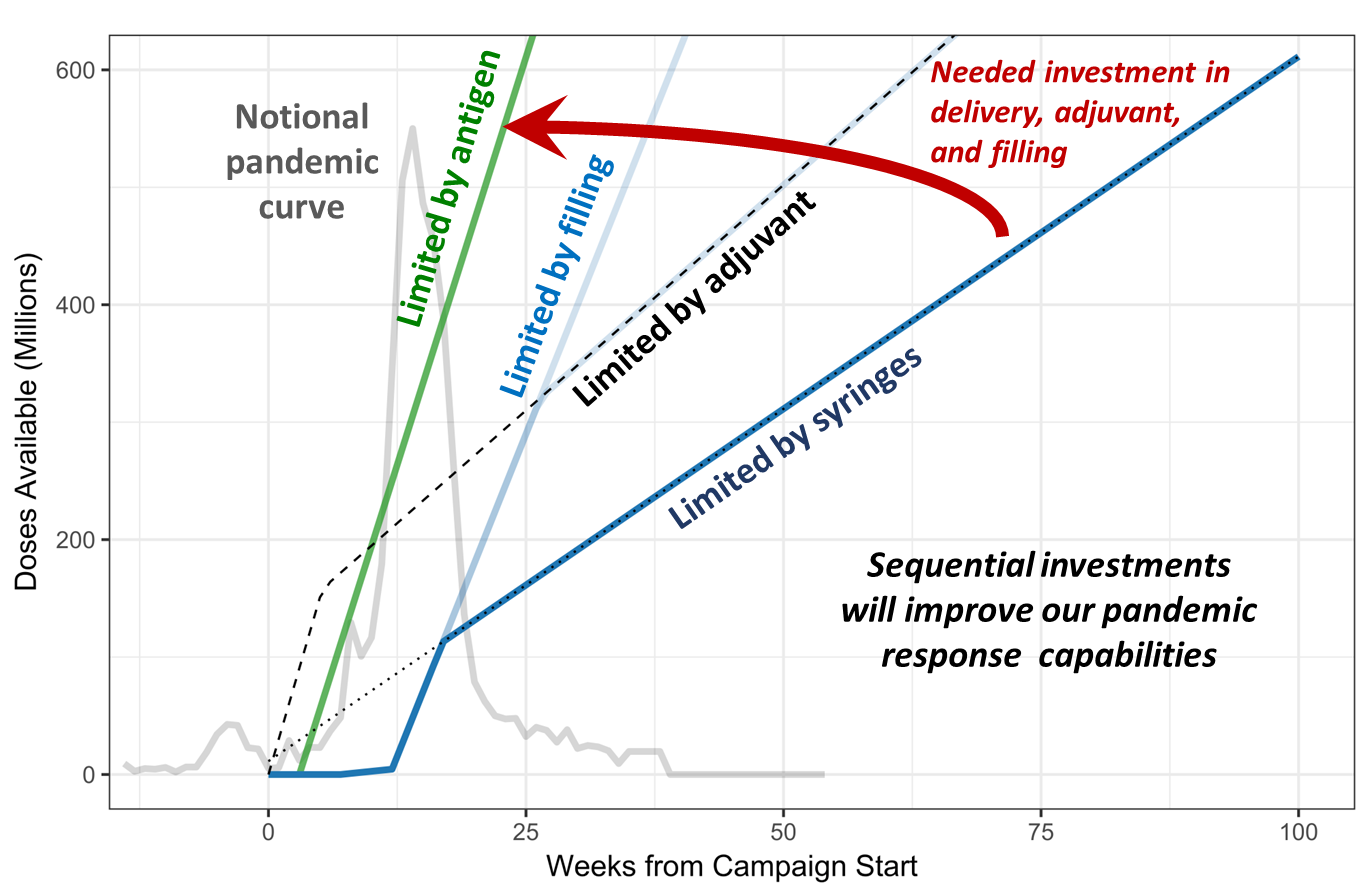 Notional
pandemic
curve
Limited by antigen
Limited by filling
Limited by adjuvant
Limited by syringes
Needed investment in
delivery, adjuvant,
and filling
Sequential investments
will improve our pandemic
response capabilities
Doses Available (Millions)
600
400
200
0
0
25
50
75
100
Weeks from Campaign Start